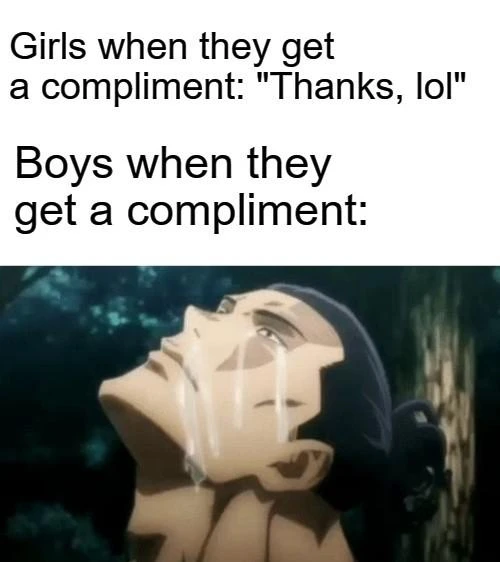 Girls when they get
a compliment: "Thanks, lol"
Boys when they
get a compliment: